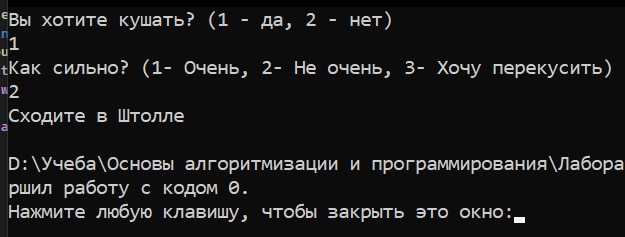 Вы хотите кушать? (1 - да, 2 - нет)
1
Как сильно? (1- Очень, 2- Не очень, 3- Хочу перекусить)
2
Сходите в Штолле
D:\Учеба\Основы алгоритмизации и программирования\Лабора
ршил работу с кодом 0.
Нажмите любую клавишу, чтобы закрыть это окно: